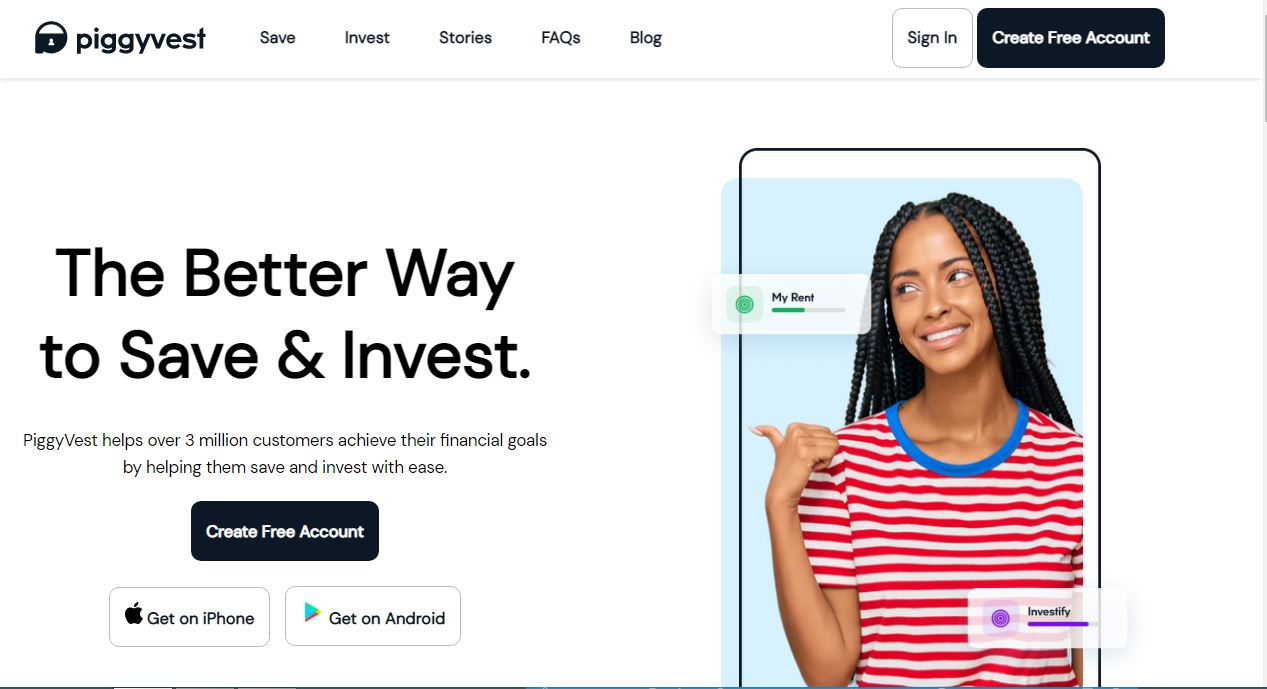 piggyvest
Save
Invest
Stories
FAQs
Blog
Sign In
Create Free Account
The Better Way
to Save & Invest.
PiggyVest helps over 3 million customers achieve their financial goals
by helping them save and invest with ease.
Create Free Account
Get on iPhone
Get on Android
My Rent
Investify